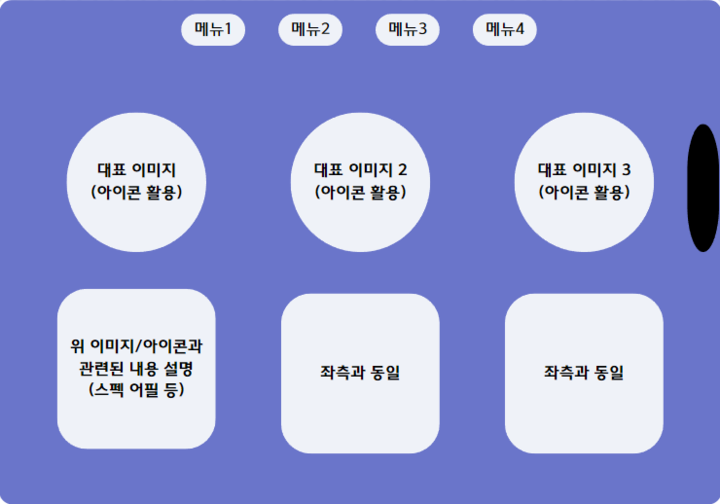 메뉴1
메뉴2
메뉴3
메뉴4
대표 이미지
(아이콘 활용)
대표 이미지 2
(아이콘 활용)
대표 이미지 3
(아이콘 활용)
위 이미지/아이콘과
관련된 내용 설명
(스펙 어필 등)
좌측과 동일
좌측과 동일